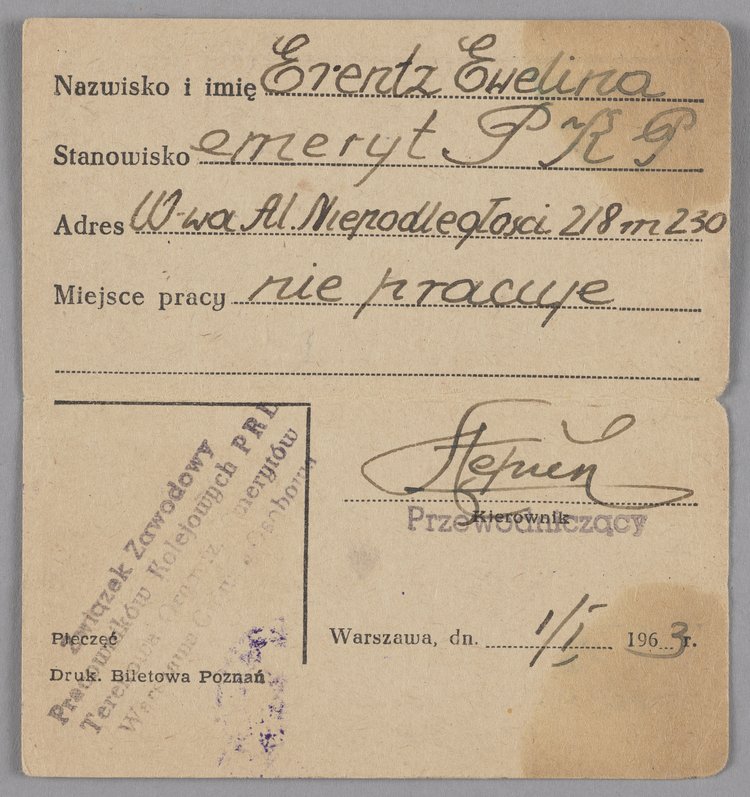 Nazwisko i imię Erentz Ewelina
Stanowisko emeryt PKP
Adres W-wa Al. Niepodległości 218 m 230
Miejsce pracy nie pracuje
Kierownik
Przewodniczący
Związek Zawodowy
Pracowników Kolejowych PRL
Pieczęć
Warszawa, dn. 1/I 1963 r.
Druk. Biletowa Poznań